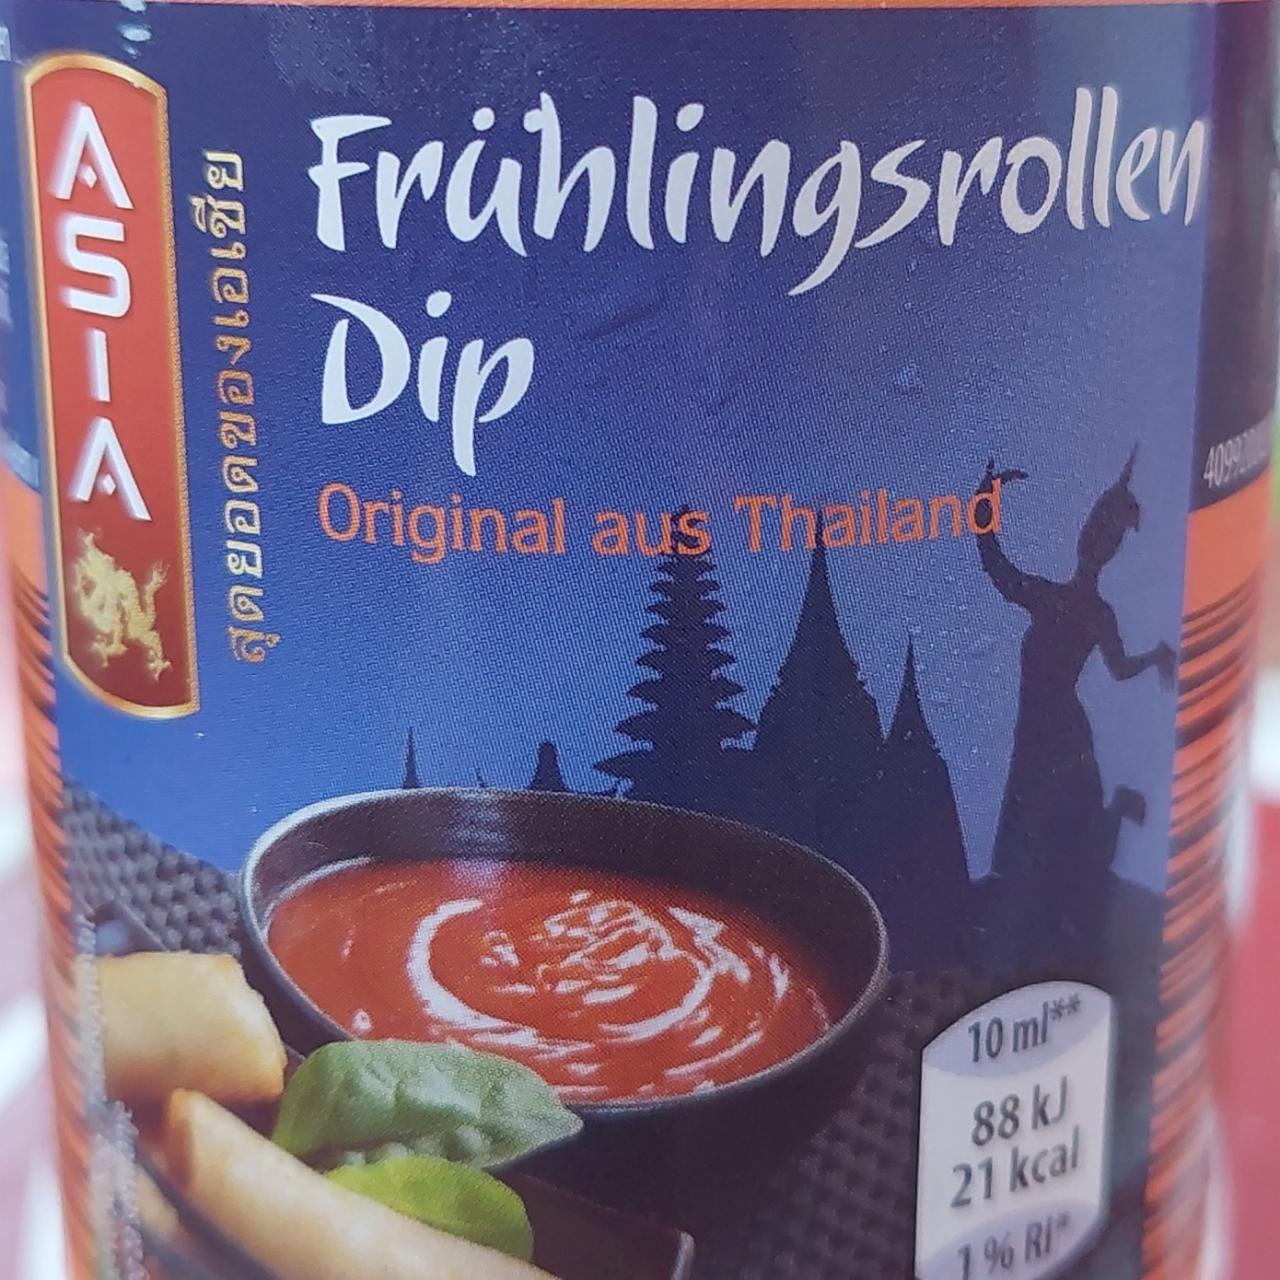 ASIA
สุดยอดของเอเชีย
Frühlingsrollen
Dip
Original aus Thailand
10 ml**
88 kJ
21 kcal
1 % RI*